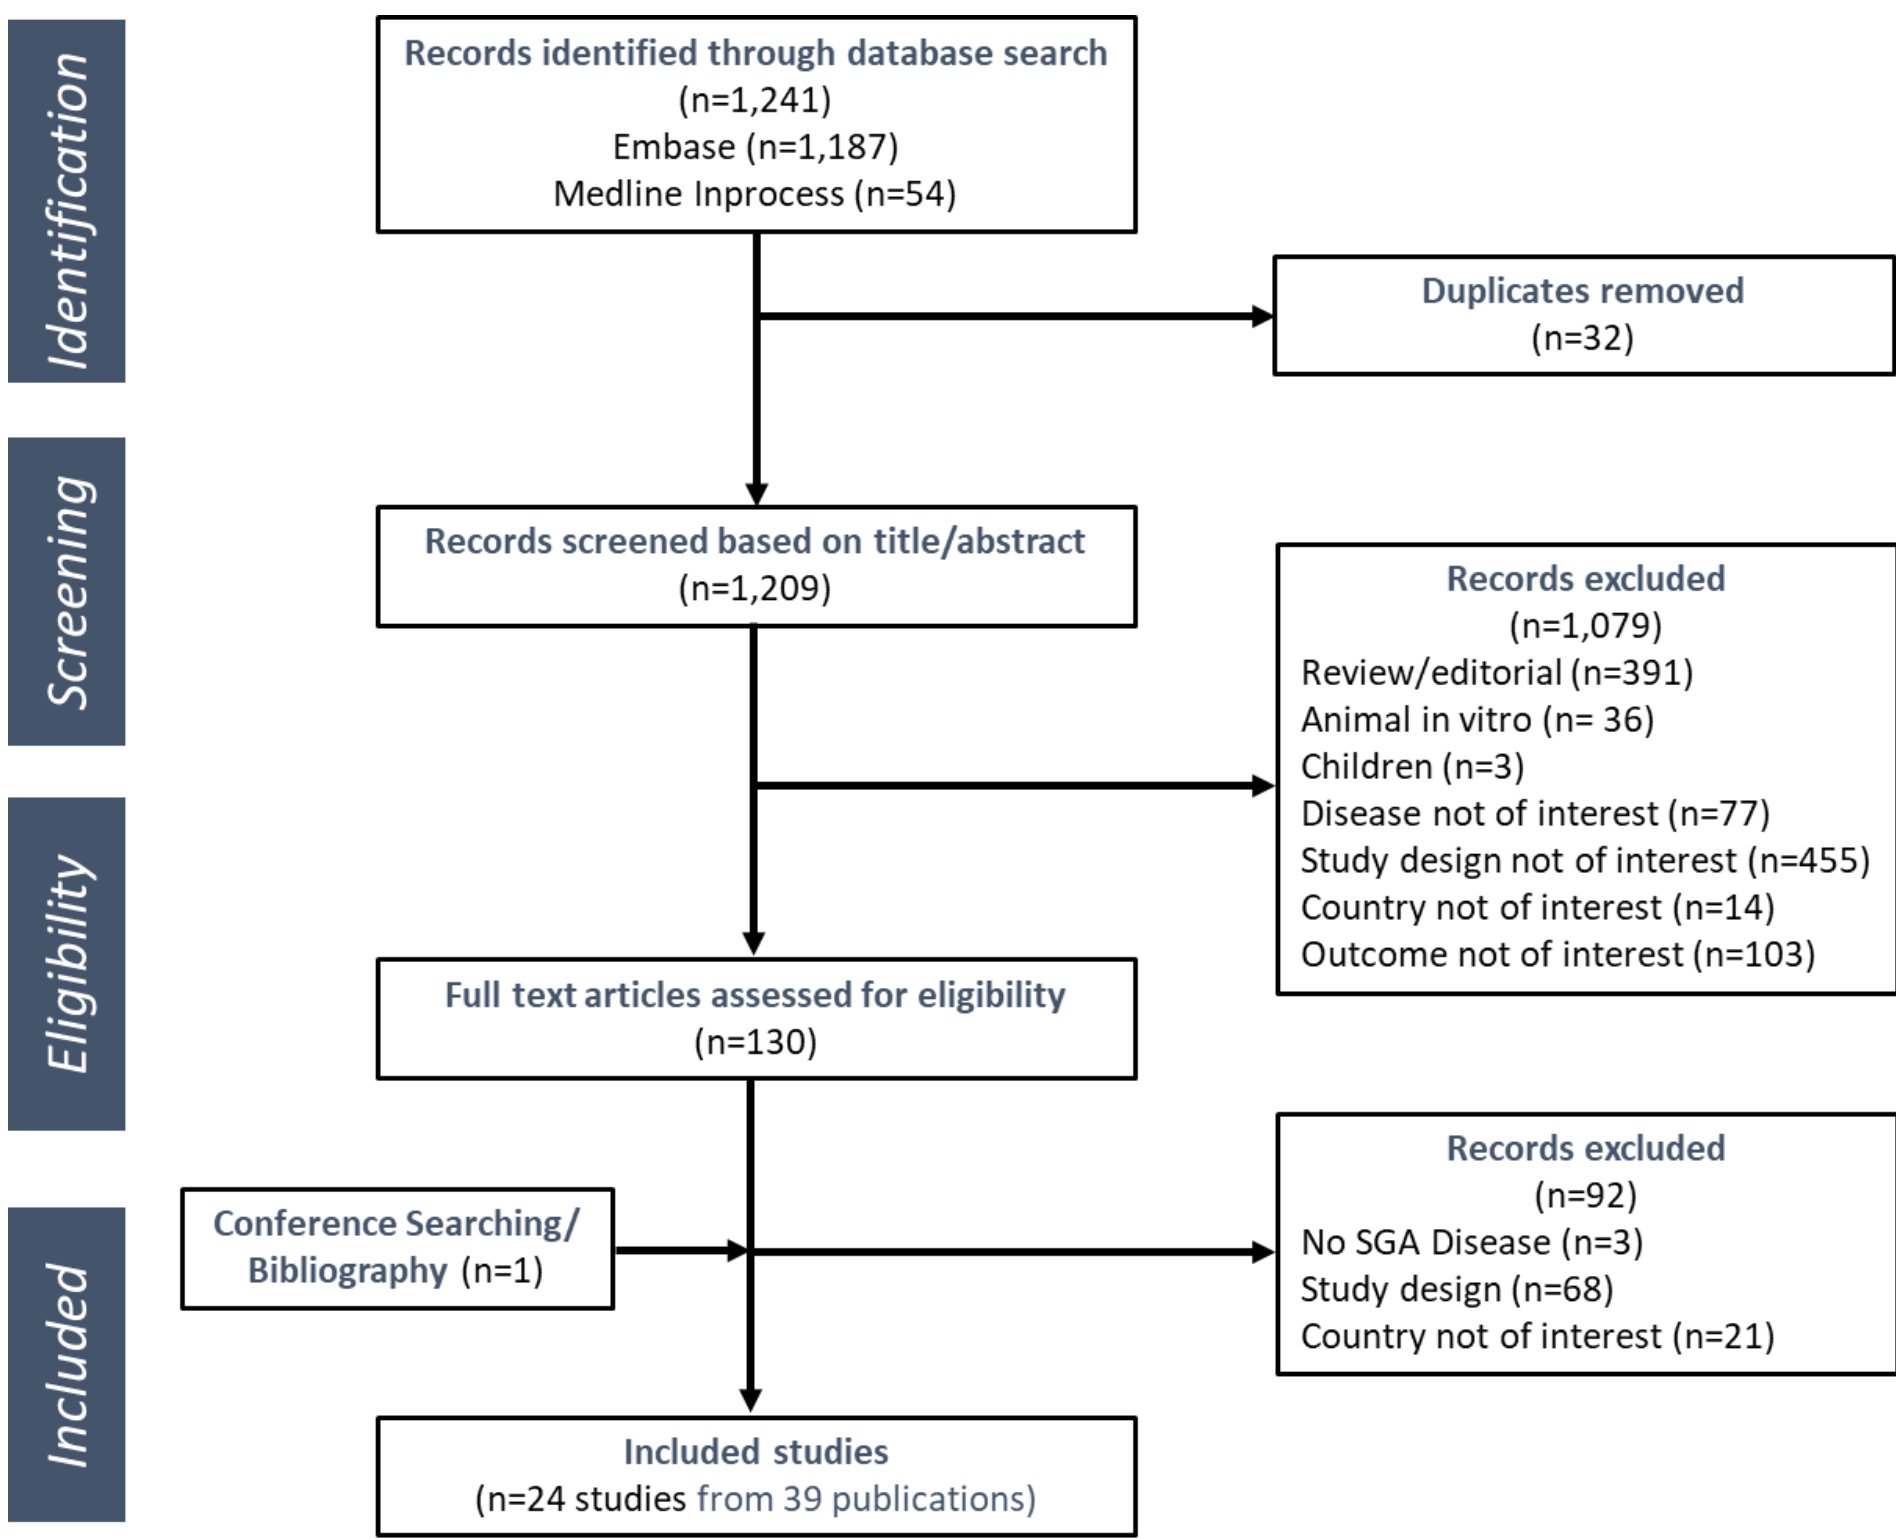 Identification
Records identified through database search
(n=1,241)
Embase (n=1,187)
Medline Inprocess (n=54)
Duplicates removed
(n=32)
Screening
Records screened based on title/abstract
(n=1,209)
Records excluded
(n=1,079)
Review/editorial (n=391)
Animal in vitro (n= 36)
Children (n=3)
Disease not of interest (n=77)
Study design not of interest (n=455)
Country not of interest (n=14)
Outcome not of interest (n=103)
Eligibility
Full text articles assessed for eligibility
(n=130)
Records excluded
(n=92)
No SGA Disease (n=3)
Study design (n=68)
Country not of interest (n=21)
Conference Searching/
Bibliography (n=1)
Included
Included studies
(n=24 studies from 39 publications)